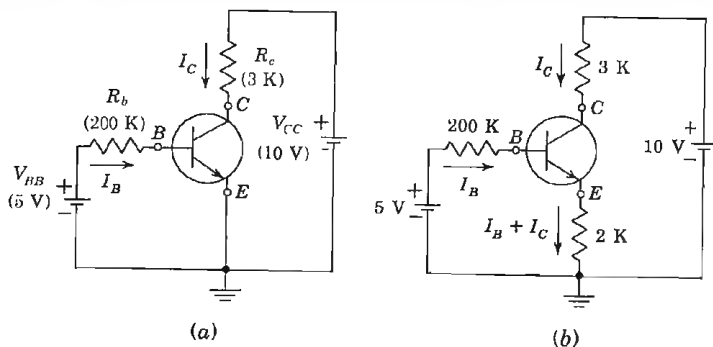 I_C
R_c
(3 K)
R_b
(200 K)
B
C
V_CC
+
(10 V)
−
V_BB
(5 V)
+
−
I_B
E
(a)
I_C
3 K
C
200 K
B
10 V
+
−
I_B
E
5 V
+
−
I_B + I_C
2 K
(b)